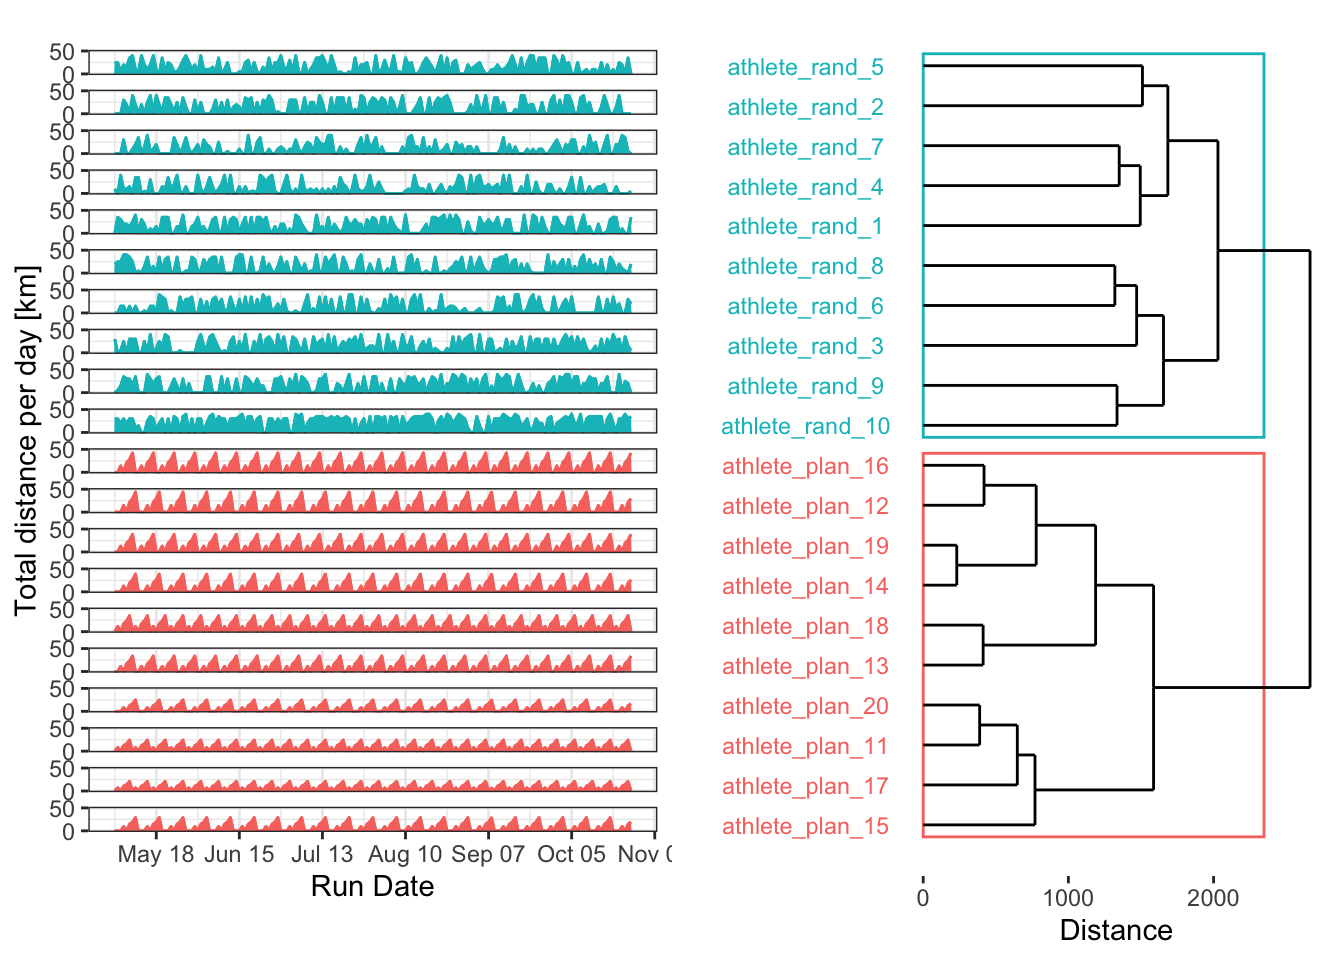 Total distance per day [km]
50
0
50
0
50
0
50
0
50
0
50
0
50
0
50
0
50
0
50
0
50
0
50
0
50
0
50
0
50
0
50
0
50
0
50
0
50
0
50
0
May 18 Jun 15 Jul 13 Aug 10 Sep 07 Oct 05 Nov 0
Run Date
athlete_rand_5
athlete_rand_2
athlete_rand_7
athlete_rand_4
athlete_rand_1
athlete_rand_8
athlete_rand_6
athlete_rand_3
athlete_rand_9
athlete_rand_10
athlete_plan_16
athlete_plan_12
athlete_plan_19
athlete_plan_14
athlete_plan_18
athlete_plan_13
athlete_plan_20
athlete_plan_11
athlete_plan_17
athlete_plan_15
0 1000 2000
Distance